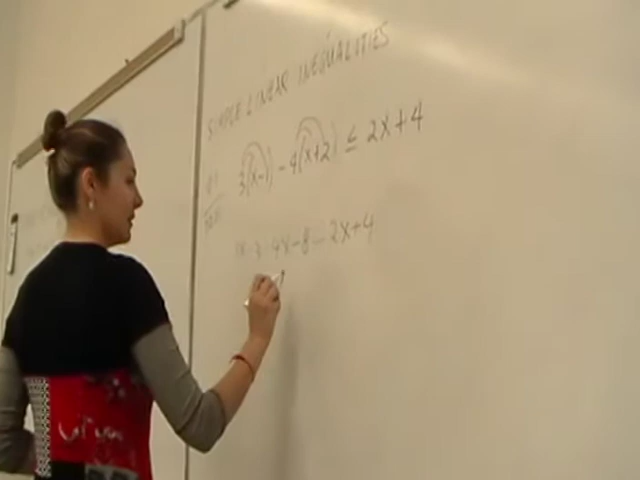 SIMPLE LINEAR INEQUALITIES
3(x-1) - 4(x+2) ≤ 2x+4
3x-3-4x-8 ≤ 2x+4